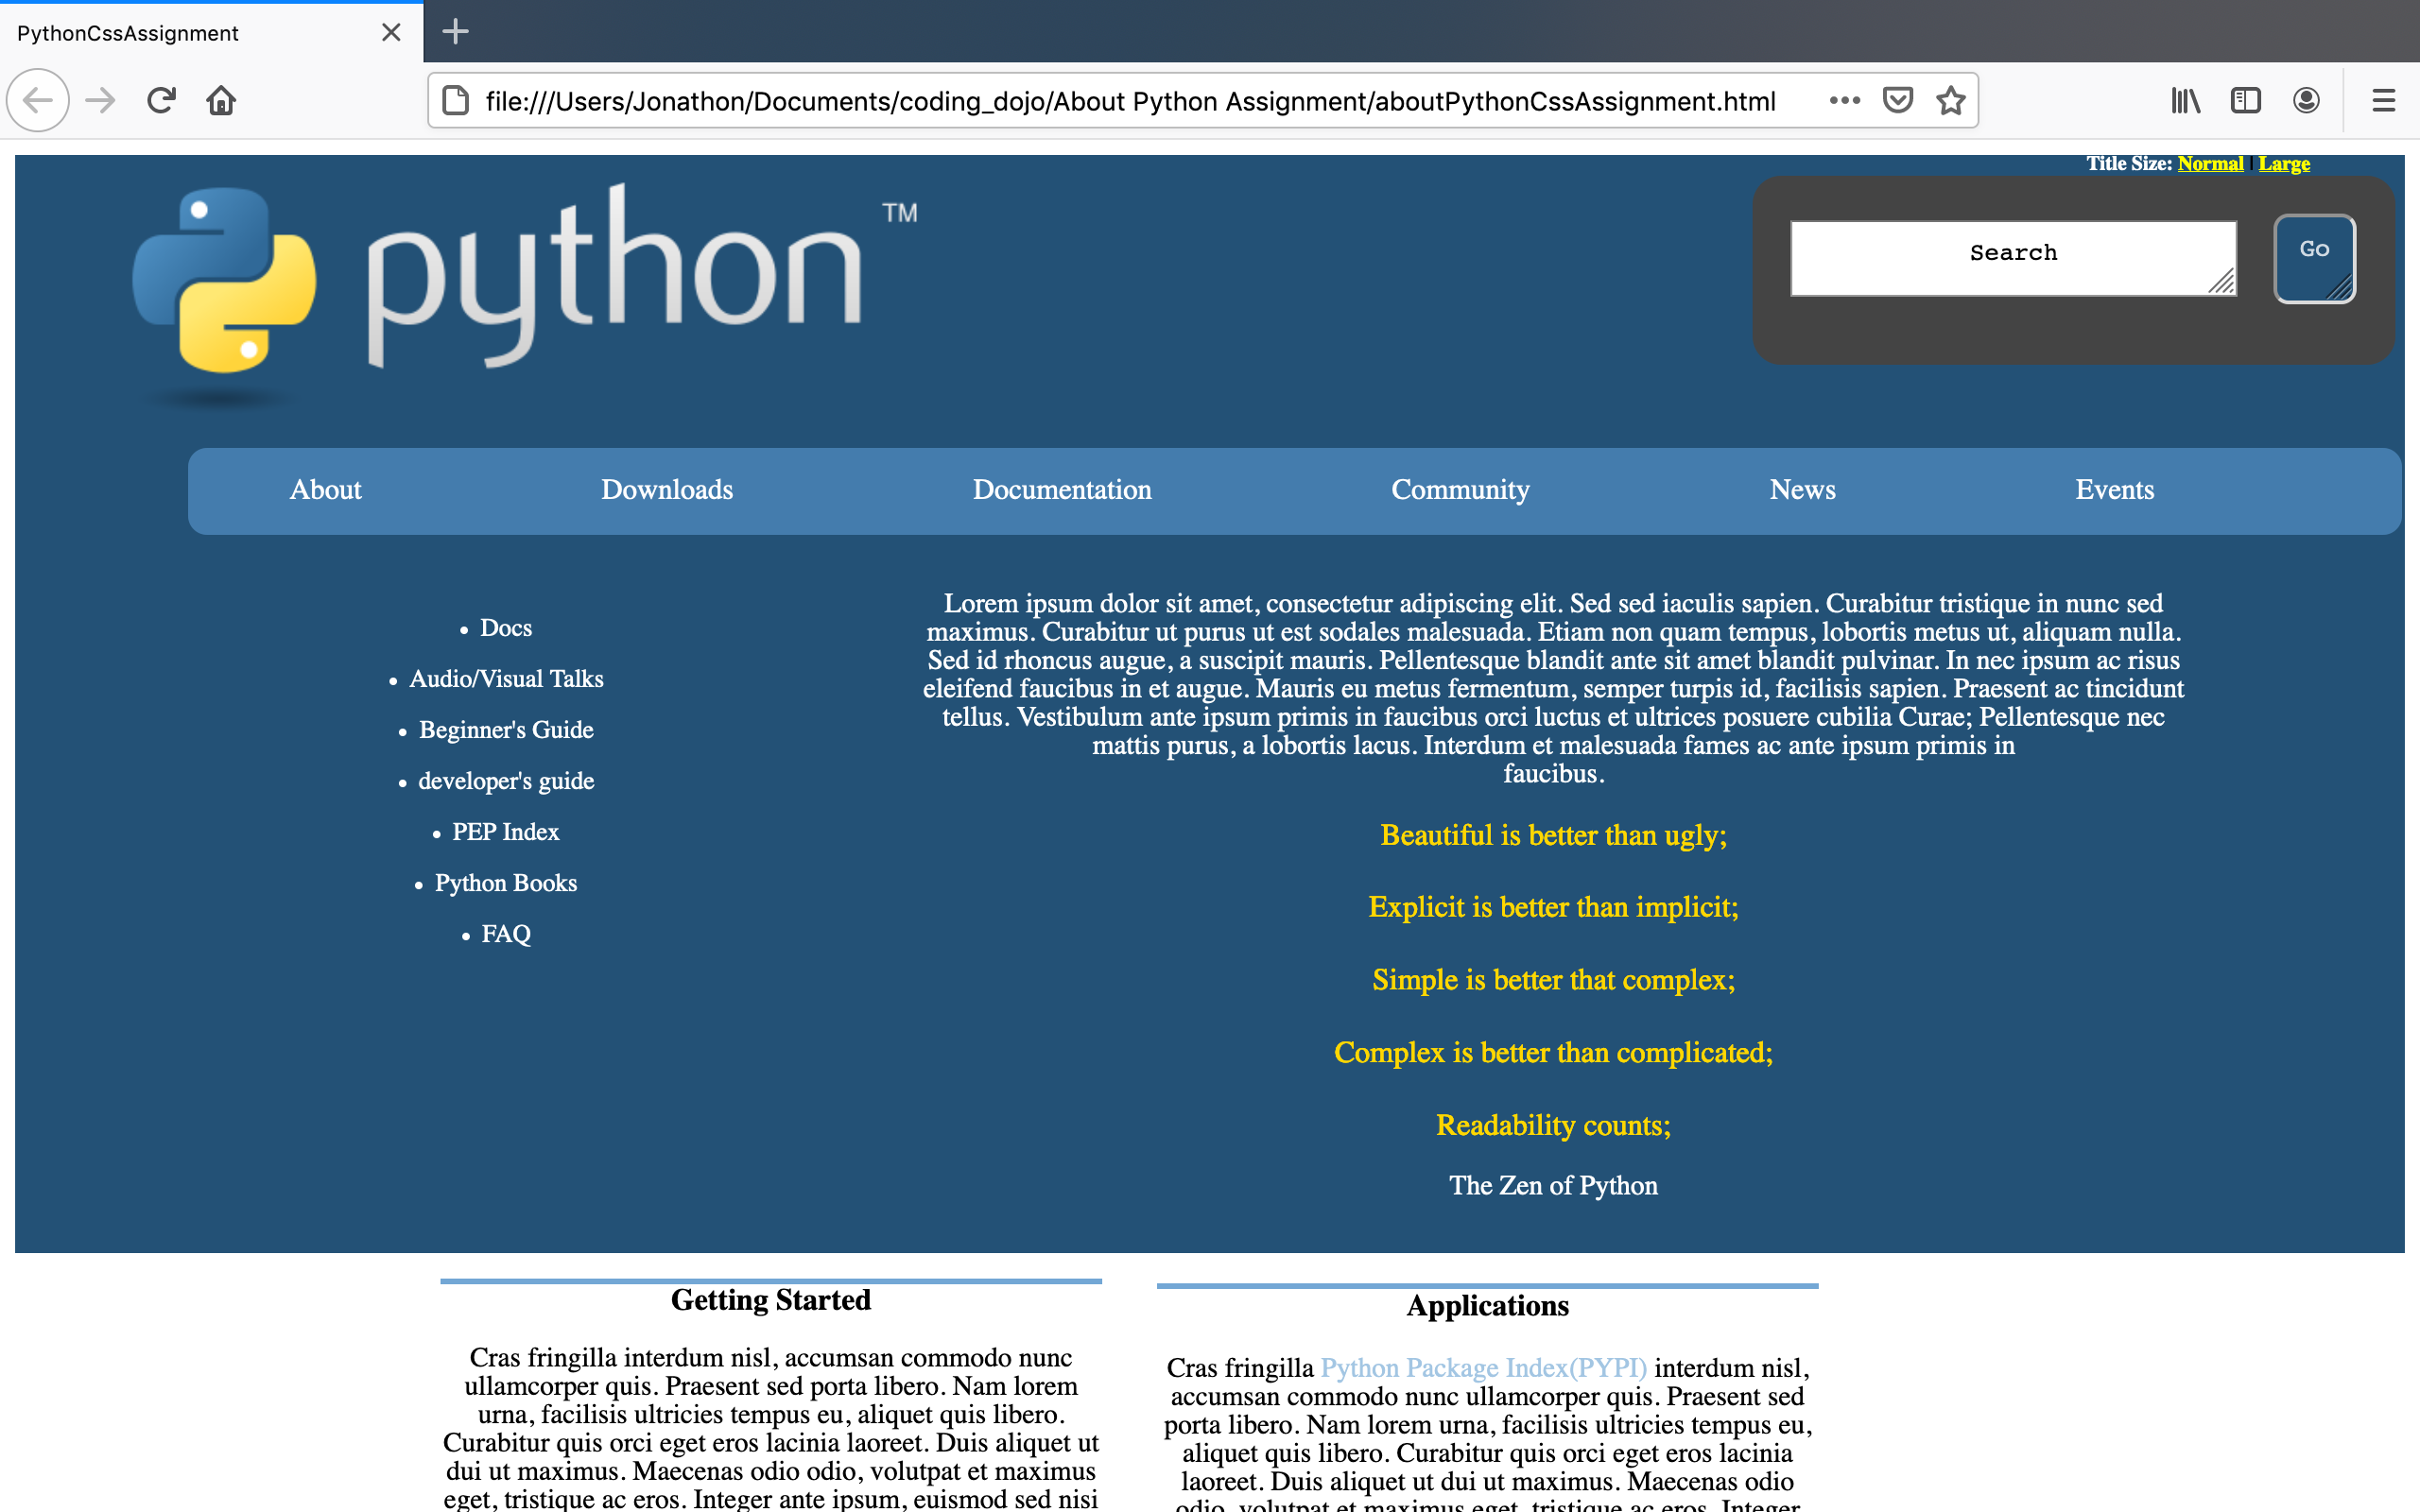 PythonCssAssignment
file:///Users/Jonathon/Documents/coding_dojo/About Python Assignment/aboutPythonCssAssignment.html
Title Size: Normal | Large
python TM
Search
Go
About Downloads Documentation Community News Events
• Docs
• Audio/Visual Talks
• Beginner's Guide
• developer's guide
• PEP Index
• Python Books
• FAQ
Lorem ipsum dolor sit amet, consectetur adipiscing elit. Sed sed iaculis sapien. Curabitur tristique in nunc sed
maximus. Curabitur ut purus ut est sodales malesuada. Etiam non quam tempus, lobortis metus ut, aliquam nulla.
Sed id rhoncus augue, a suscipit mauris. Pellentesque blandit ante sit amet blandit pulvinar. In nec ipsum ac risus
eleifend faucibus in et augue. Mauris eu metus fermentum, semper turpis id, facilisis sapien. Praesent ac tincidunt
tellus. Vestibulum ante ipsum primis in faucibus orci luctus et ultrices posuere cubilia Curae; Pellentesque nec
mattis purus, a lobortis lacus. Interdum et malesuada fames ac ante ipsum primis in
faucibus.
Beautiful is better than ugly;
Explicit is better than implicit;
Simple is better that complex;
Complex is better than complicated;
Readability counts;
The Zen of Python
Getting Started
Cras fringilla interdum nisl, accumsan commodo nunc
ullamcorper quis. Praesent sed porta libero. Nam lorem
urna, facilisis ultricies tempus eu, aliquet quis libero.
Curabitur quis orci eget eros lacinia laoreet. Duis aliquet ut
dui ut maximus. Maecenas odio odio, volutpat et maximus
eget, tristique ac eros. Integer ante ipsum, euismod sed nisi
Applications
Cras fringilla Python Package Index(PYPI) interdum nisl,
accumsan commodo nunc ullamcorper quis. Praesent sed
porta libero. Nam lorem urna, facilisis ultricies tempus eu,
aliquet quis libero. Curabitur quis orci eget eros lacinia
laoreet. Duis aliquet ut dui ut maximus. Maecenas odio
odio, volutpat et maximus eget, tristique ac eros. Integer